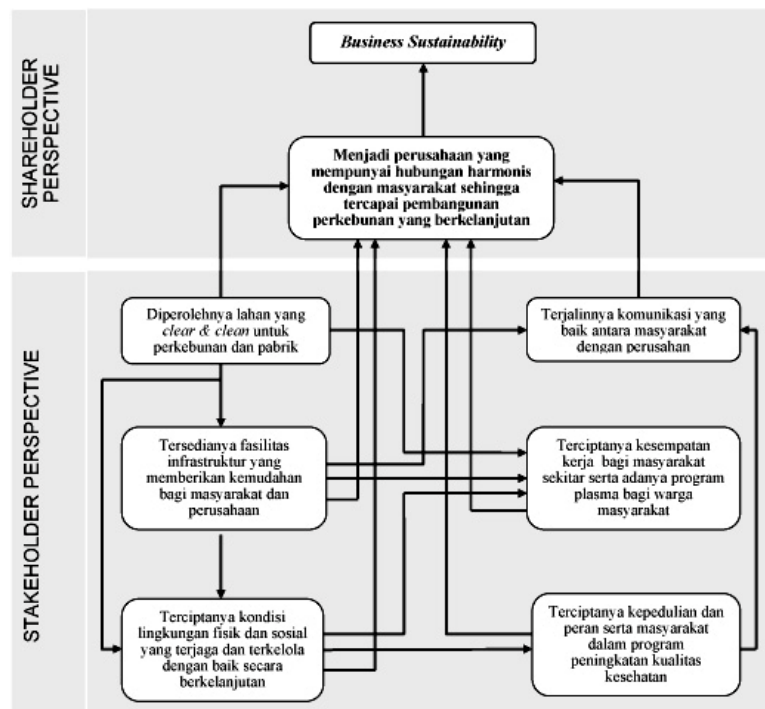 SHAREHOLDER
PERSPECTIVE
Business Sustainability
Menjadi perusahaan yang
mempunyai hubungan harmonis
dengan masyarakat sehingga
tercapai pembangunan
perkebunan yang berkelanjutan
STAKEHOLDER PERSPECTIVE
Diperolehnya lahan yang
clear & clean untuk
perkebunan dan pabrik
Terjalinnya komunikasi yang
baik antara masyarakat
dengan perusahan
Tersedianya fasilitas
infrastruktur yang
memberikan kemudahan
bagi masyarakat dan
perusahaan
Terciptanya kesempatan
kerja bagi masyarakat
sekitar serta adanya program
plasma bagi warga
masyarakat
Terciptanya kondisi
lingkungan fisik dan sosial
yang terjaga dan terkelola
dengan baik secara
berkelanjutan
Terciptanya kepedulian dan
peran serta masyarakat
dalam program
peningkatan kualitas
kesehatan